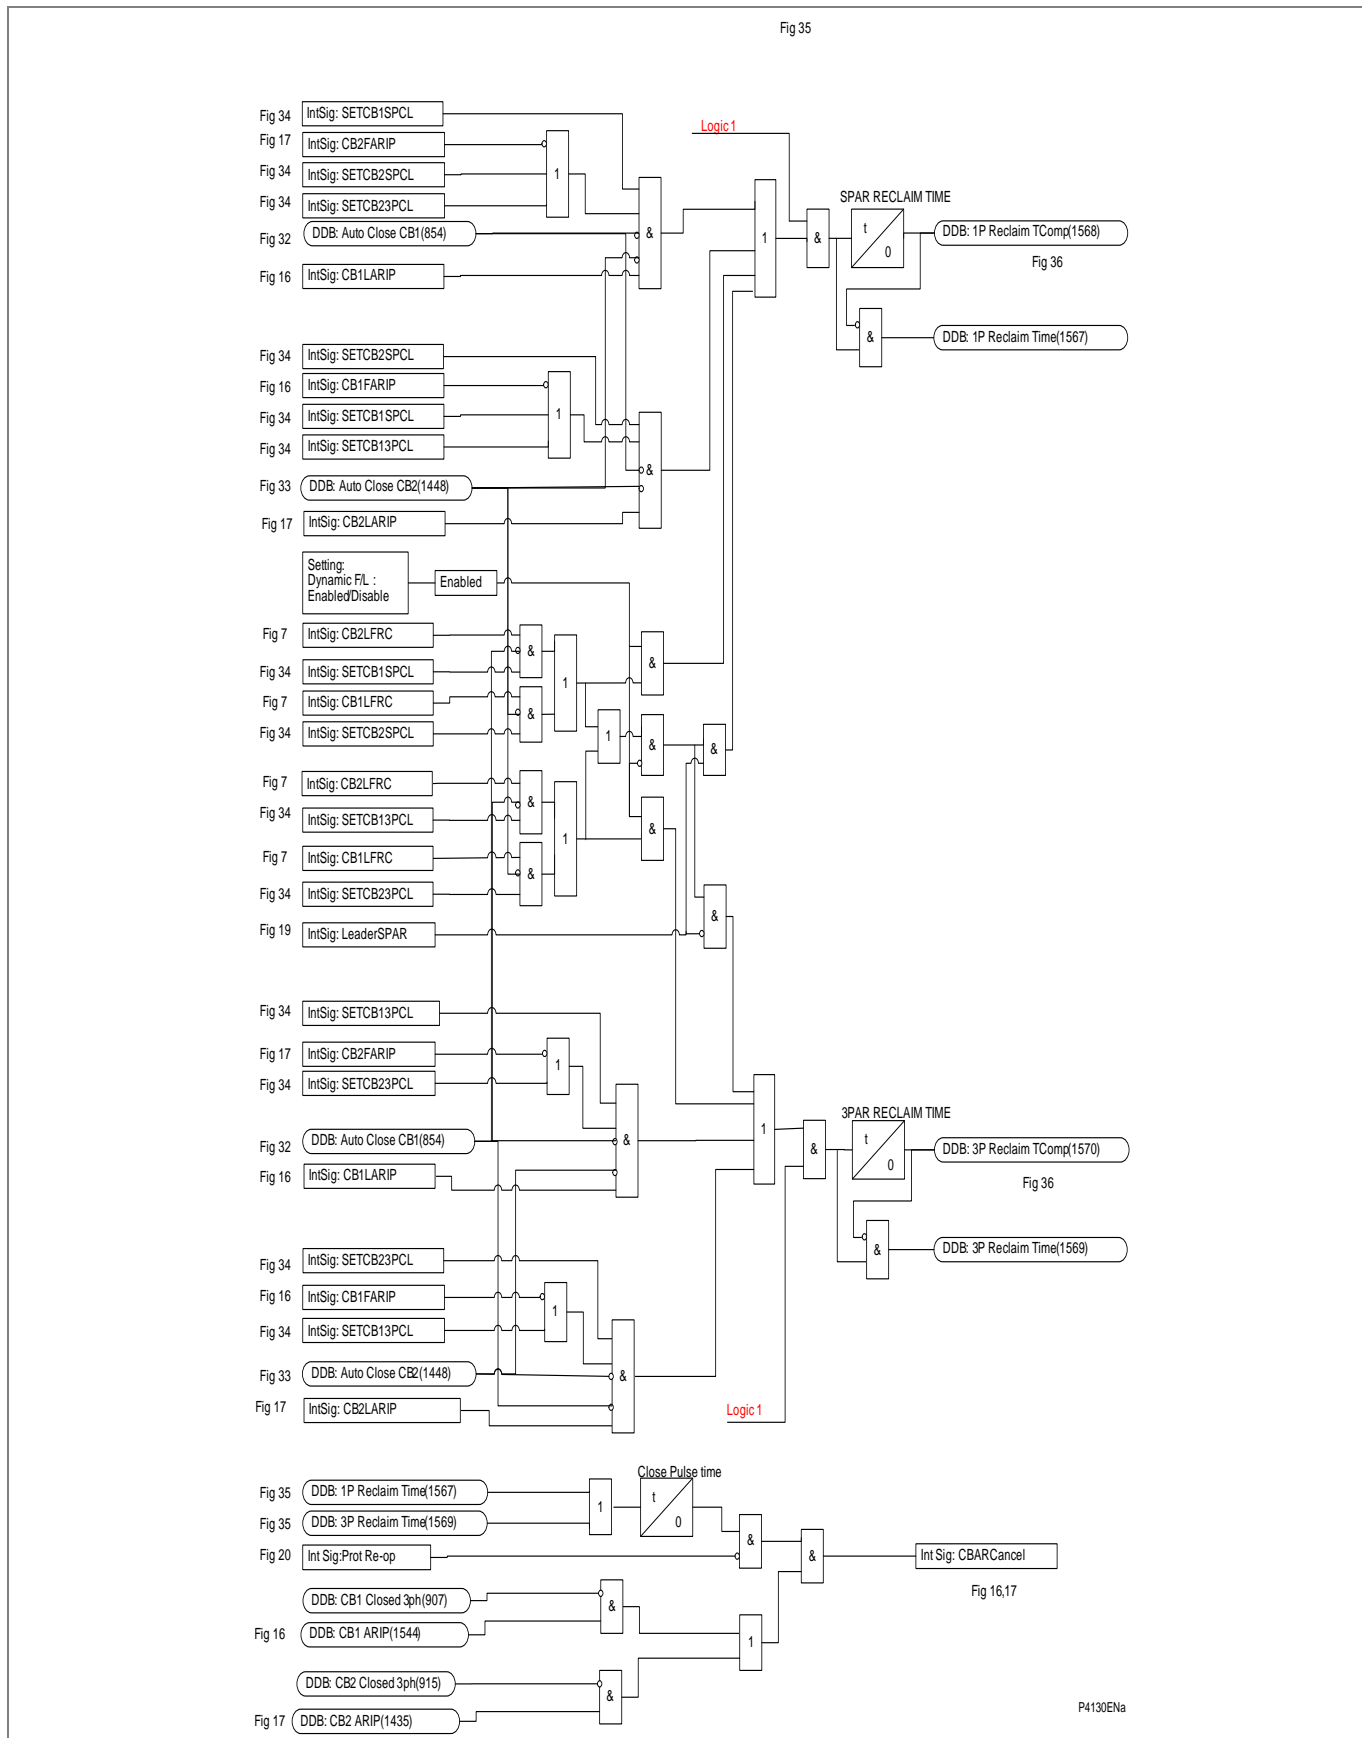 Fig 35
Fig 34 IntSig: SETCB1SPCL
Logic 1
Fig 17 IntSig: CB2FARIP
Fig 34 IntSig: SETCB2SPCL
1
SPAR RECLAIM TIME
Fig 34 IntSig: SETCB23PCL
Fig 32 DDB: Auto Close CB1(854)
&
1
&
t
0
DDB: 1P Reclaim TComp(1568)
Fig 36
Fig 16 IntSig: CB1LARIP
&
DDB: 1P Reclaim Time(1567)
Fig 34 IntSig: SETCB2SPCL
Fig 16 IntSig: CB1FARIP
Fig 34 IntSig: SETCB1SPCL
1
Fig 34 IntSig: SETCB13PCL
&
Fig 33 DDB: Auto Close CB2(1448)
Fig 17 IntSig: CB2LARIP
Setting:
Dynamic F/L :
Enabled/Disable
Enabled
Fig 7 IntSig: CB2LFRC
&
&
Fig 34 IntSig: SETCB1SPCL
1
Fig 7 IntSig: CB1LFRC
&
Fig 34 IntSig: SETCB2SPCL
1
&
&
Fig 7 IntSig: CB2LFRC
&
Fig 34 IntSig: SETCB13PCL
1
&
Fig 7 IntSig: CB1LFRC
&
Fig 34 IntSig: SETCB23PCL
&
Fig 19 IntSig: LeaderSPAR
Fig 34 IntSig: SETCB13PCL
Fig 17 IntSig: CB2FARIP
1
Fig 34 IntSig: SETCB23PCL
3PAR RECLAIM TIME
Fig 32 DDB: Auto Close CB1(854)
&
1
&
t
0
DDB: 3P Reclaim TComp(1570)
Fig 36
Fig 16 IntSig: CB1LARIP
&
DDB: 3P Reclaim Time(1569)
Fig 34 IntSig: SETCB23PCL
Fig 16 IntSig: CB1FARIP
1
Fig 34 IntSig: SETCB13PCL
Fig 33 DDB: Auto Close CB2(1448)
&
Fig 17 IntSig: CB2LARIP
Logic 1
Close Pulse time
Fig 35 DDB: 1P Reclaim Time(1567)
1
t
0
Fig 35 DDB: 3P Reclaim Time(1569)
&
Fig 20 Int Sig:Prot Re-op
&
Int Sig: CBARCancel
Fig 16,17
DDB: CB1 Closed 3ph(907)
&
Fig 16 DDB: CB1 ARIP(1544)
1
DDB: CB2 Closed 3ph(915)
&
Fig 17 DDB: CB2 ARIP(1435)
P4130ENa